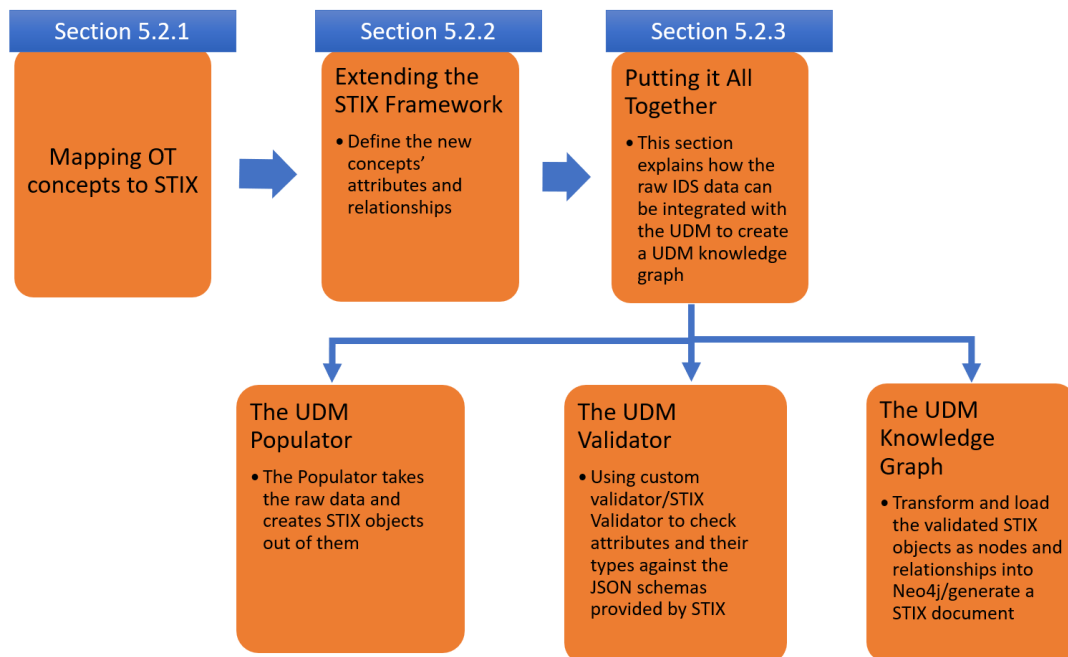 Section 5.2.1
Mapping OT
concepts to STIX
Section 5.2.2
Extending the
STIX Framework
• Define the new
concepts’
attributes and
relationships
Section 5.2.3
Putting it All
Together
• This section
explains how the
raw IDS data can
be integrated with
the UDM to create
a UDM knowledge
graph
The UDM
Populator
• The Populator takes
the raw data and
creates STIX objects
out of them
The UDM
Validator
• Using custom
validator/STIX
Validator to check
attributes and their
types against the
JSON schemas
provided by STIX
The UDM
Knowledge
Graph
• Transform and load
the validated STIX
objects as nodes and
relationships into
Neo4j/generate a
STIX document